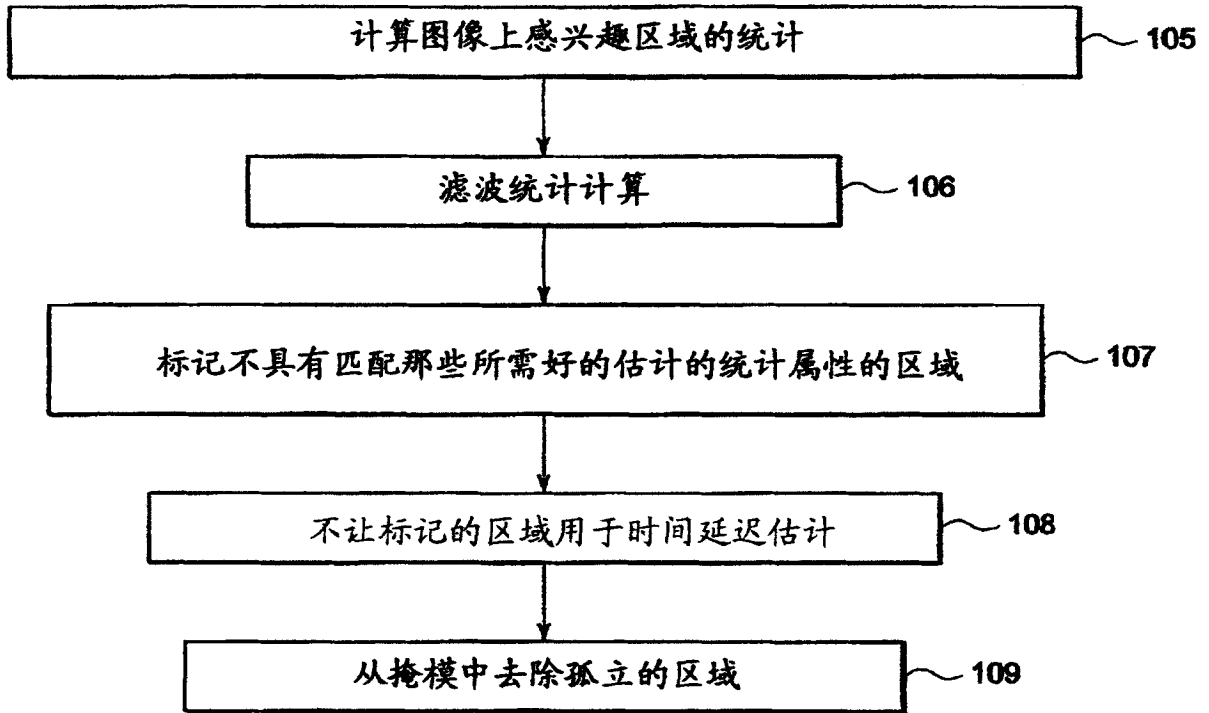 计算图像上感兴趣区域的统计 105
滤波统计计算 106
标记不具有匹配那些所需好的估计的统计属性的区域 107
不让标记的区域用于时间延迟估计 108
从掩模中去除孤立的区域 109